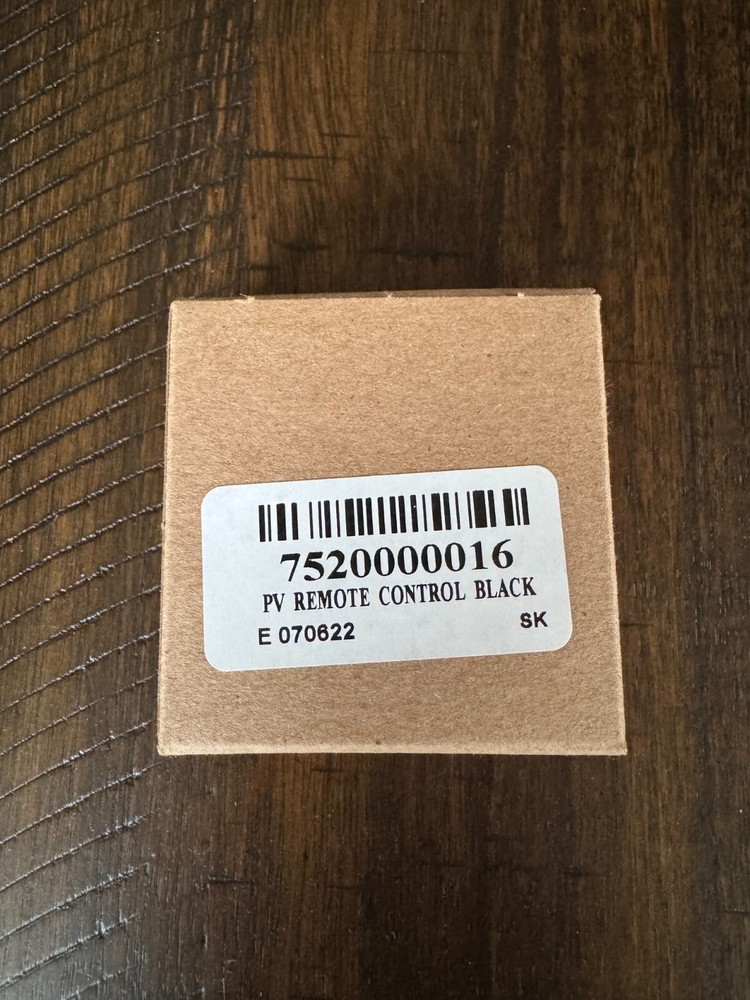 7520000016
PV REMOTE CONTROL BLACK
E 070622 SK